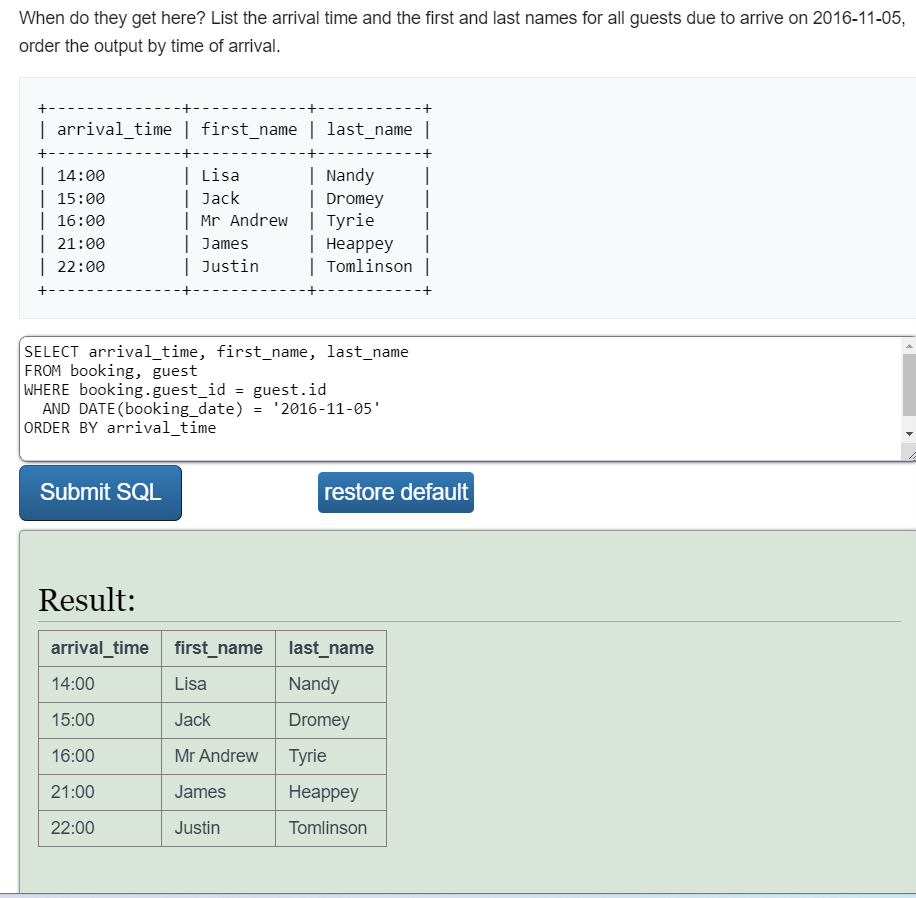 When do they get here? List the arrival time and the first and last names for all guests due to arrive on 2016-11-05,
order the output by time of arrival.
+--------------+------------+-----------+
| arrival_time | first_name | last_name |
+--------------+------------+-----------+
| 14:00        | Lisa       | Nandy     |
| 15:00        | Jack       | Dromey    |
| 16:00        | Mr Andrew  | Tyrie     |
| 21:00        | James      | Heappey   |
| 22:00        | Justin     | Tomlinson |
+--------------+------------+-----------+
SELECT arrival_time, first_name, last_name
FROM booking, guest
WHERE booking.guest_id = guest.id
  AND DATE(booking_date) = '2016-11-05'
ORDER BY arrival_time
Submit SQL restore default
Result:
arrival_time first_name last_name
14:00 Lisa Nandy
15:00 Jack Dromey
16:00 Mr Andrew Tyrie
21:00 James Heappey
22:00 Justin Tomlinson